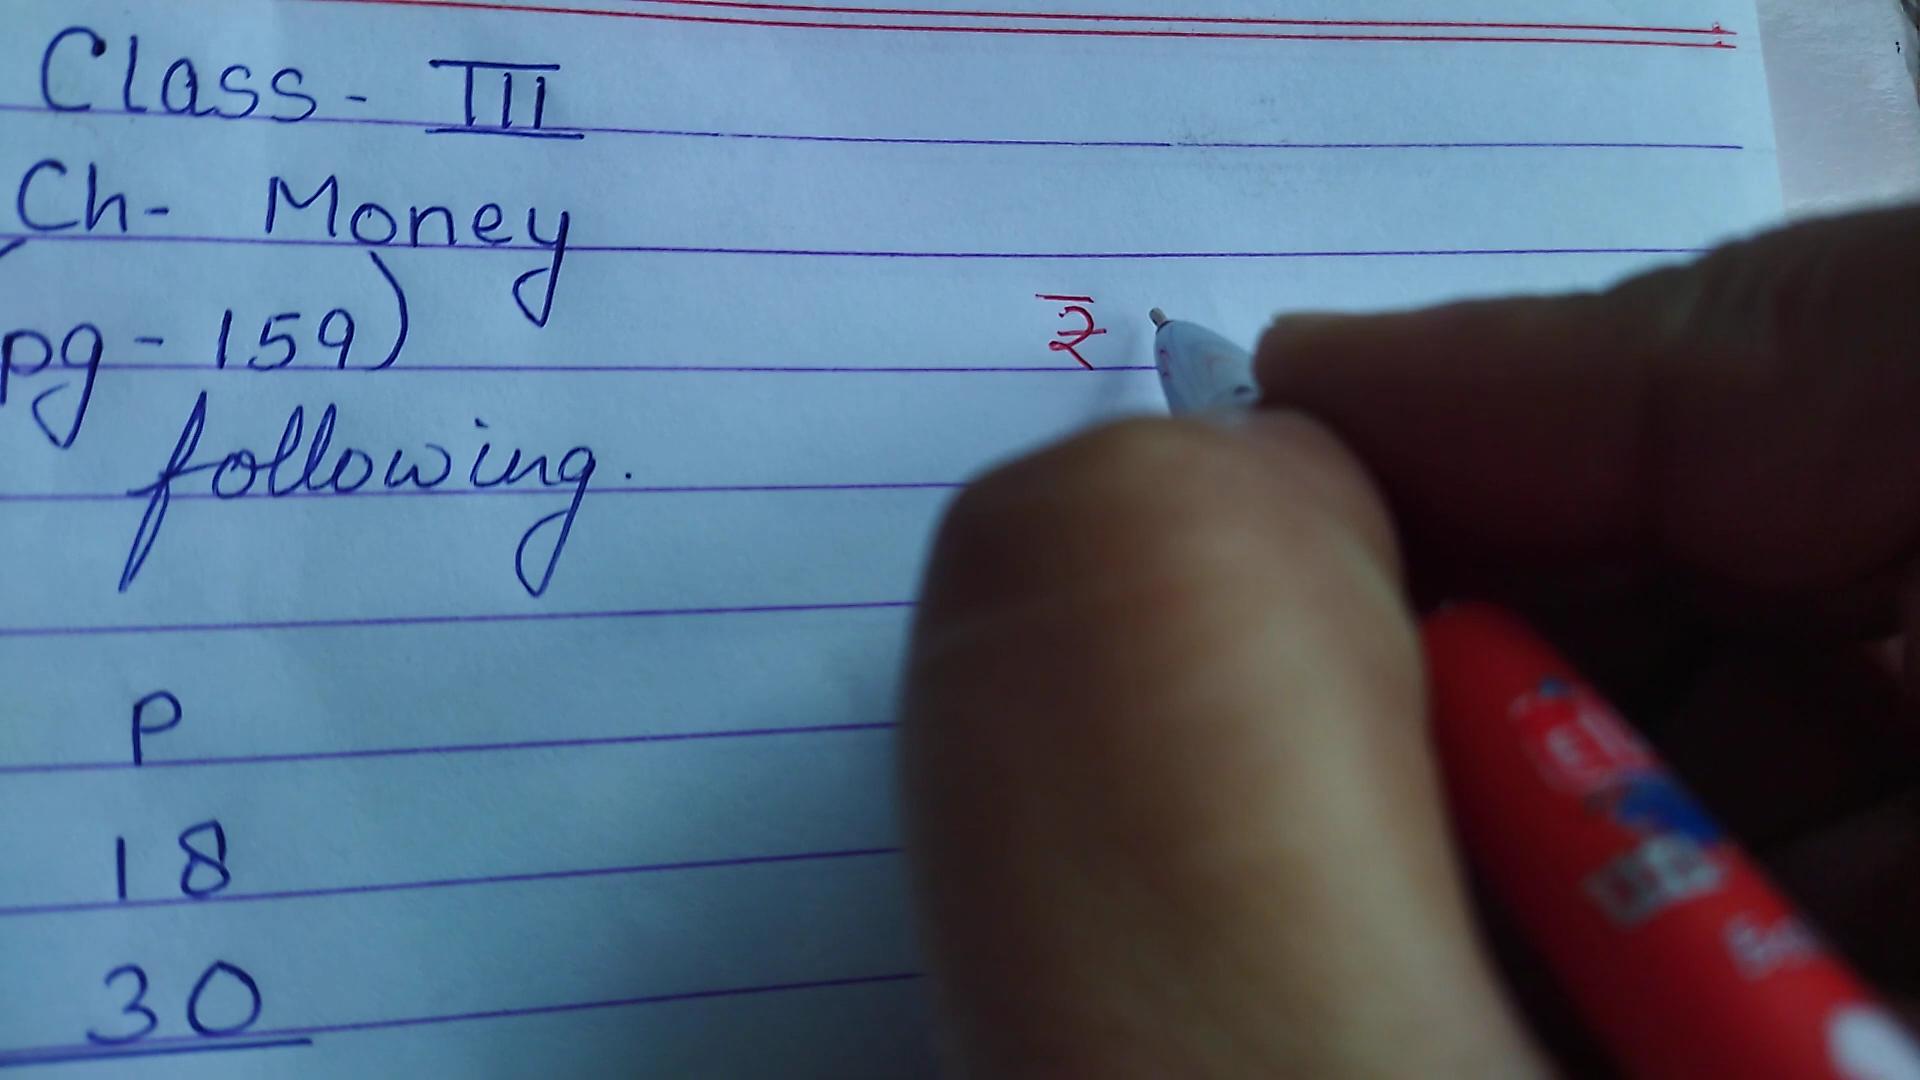 Class - III
Ch - Money
(pg - 159)
₹
following.
P
18
30